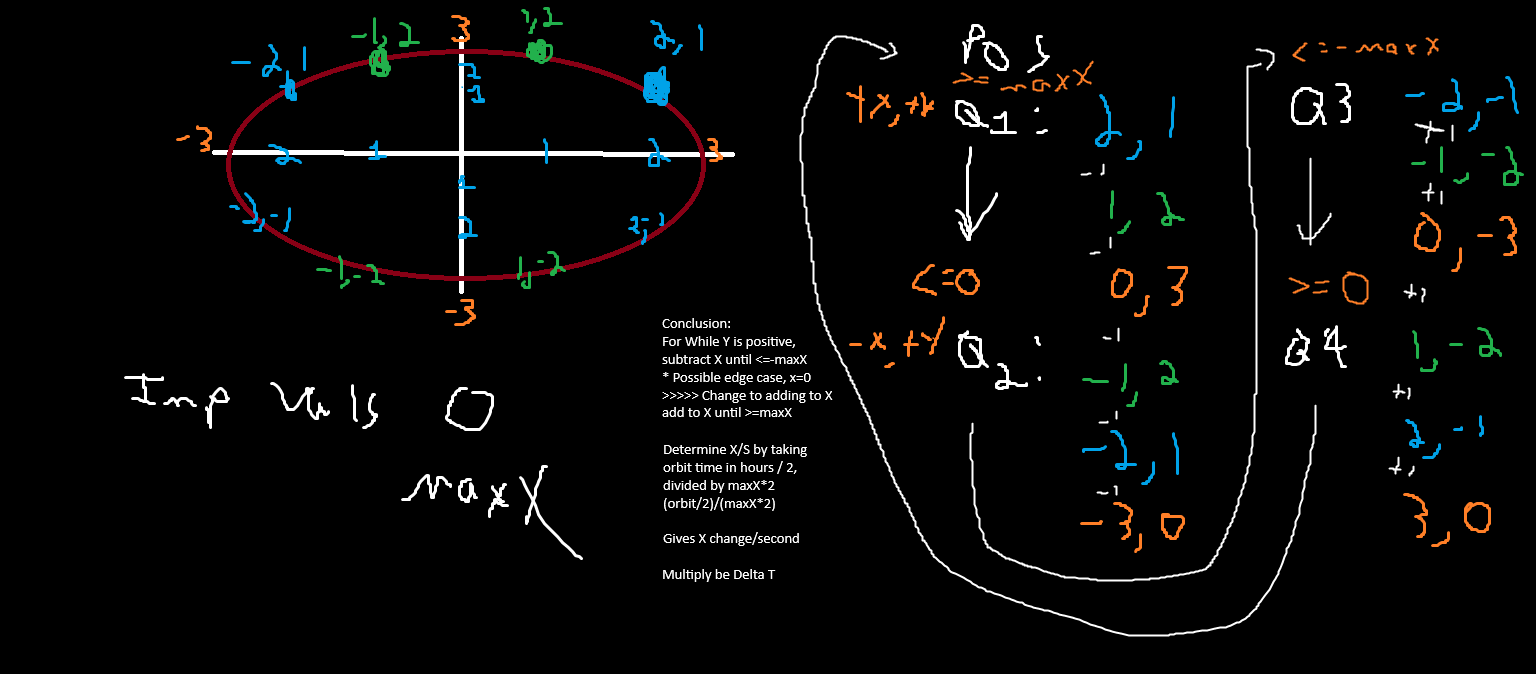 -1,2
3
1,2
2,1
-2,1
2
1
-3
2
1
1
2
3
1
2
-2,-1
2,-1
-1,-2
1,-2
-3
Imp Vals 0
maxX
Conclusion:
For While Y is positive,
subtract X until <=-maxX
* Possible edge case, x=0
>>>>> Change to adding to X
add to X until >=maxX
Determine X/S by taking
orbit time in hours / 2,
divided by maxX*2
(orbit/2)/(maxX*2)
Gives X change/second
Multiply be Delta T
Pos
>= maxX
+x,+y Q1: 2,1
-1
1,2
-1
<=0 0,3
-1
-x,+y Q2: -1,2
-1
-2,1
-1
-3,0
<=-maxX
Q3 -2,-1
+1
-1,-2
+1
0,-3
>=0 +1
Q4 1,-2
+1
2,-1
+1
3,0